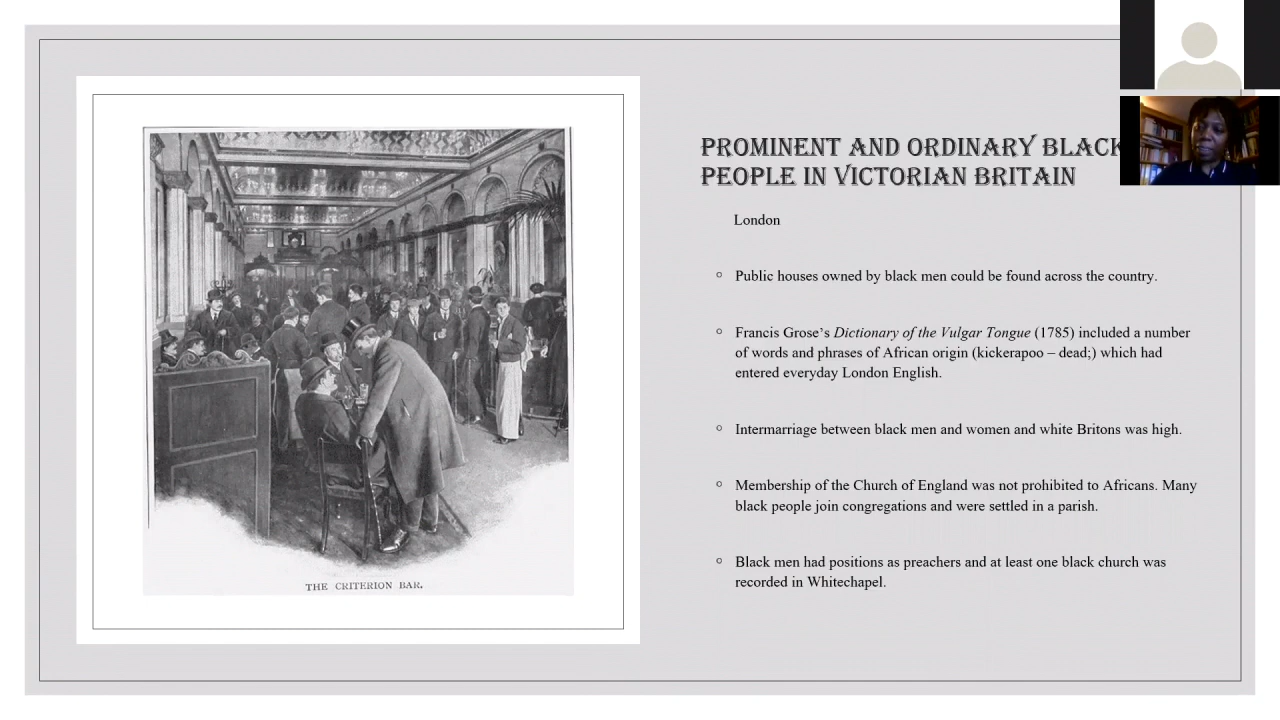 PROMINENT AND ORDINARY BLACK
PEOPLE IN VICTORIAN BRITAIN
London
◦ Public houses owned by black men could be found across the country.
◦ Francis Grose's Dictionary of the Vulgar Tongue (1785) included a number
of words and phrases of African origin (kickerapoo – dead;) which had
entered everyday London English.
◦ Intermarriage between black men and women and white Britons was high.
◦ Membership of the Church of England was not prohibited to Africans. Many
black people join congregations and were settled in a parish.
◦ Black men had positions as preachers and at least one black church was
recorded in Whitechapel.
THE CRITERION BAR.